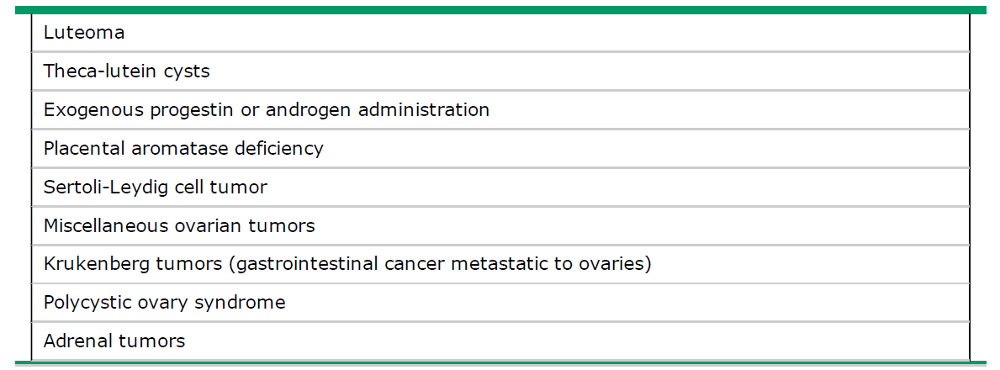 Luteoma
Theca-lutein cysts
Exogenous progestin or androgen administration
Placental aromatase deficiency
Sertoli-Leydig cell tumor
Miscellaneous ovarian tumors
Krukenberg tumors (gastrointestinal cancer metastatic to ovaries)
Polycystic ovary syndrome
Adrenal tumors